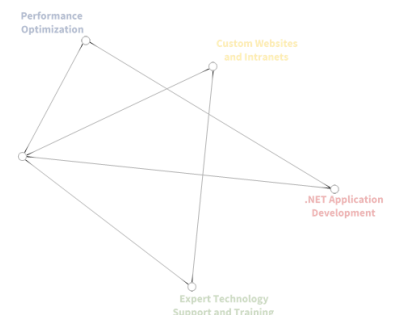 Performance
Optimization
Custom Websites
and Intranets
.NET Application
Development
Expert Technology
Support and Training